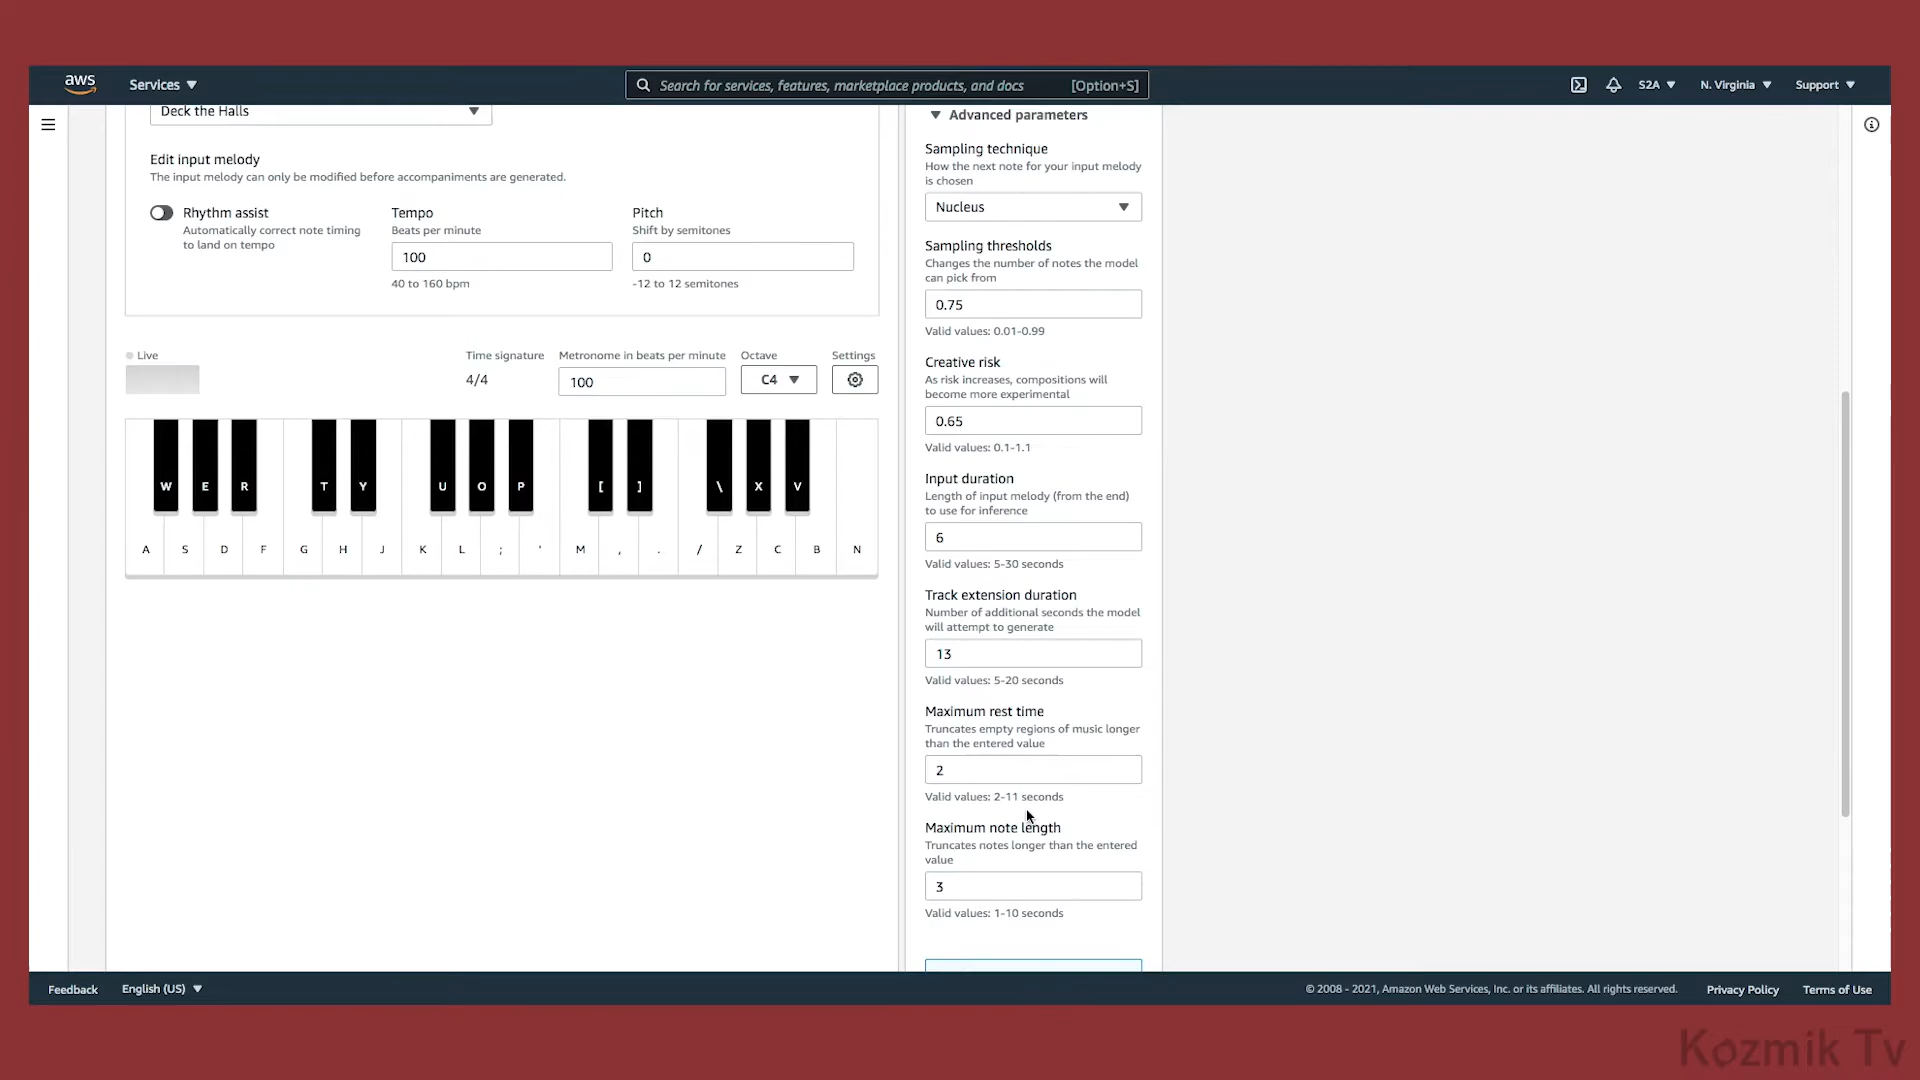 aws
Services
Search for services, features, marketplace products, and docs
[Option+S]
S2A
N. Virginia
Support
Deck the Halls
Edit input melody
The input melody can only be modified before accompaniments are generated.
Rhythm assist
Automatically correct note timing
to land on tempo
Tempo
Beats per minute
100
40 to 160 bpm
Pitch
Shift by semitones
0
-12 to 12 semitones
Live
Time signature
4/4
Metronome in beats per minute
100
Octave
C4
Settings
W E R T Y U O P [ ] \ X V
A S D F G H J K L ; ' M , . / Z C B N
Advanced parameters
Sampling technique
How the next note for your input melody
is chosen
Nucleus
Sampling thresholds
Changes the number of notes the model
can pick from
0.75
Valid values: 0.01-0.99
Creative risk
As risk increases, compositions will
become more experimental
0.65
Valid values: 0.1-1.1
Input duration
Length of input melody (from the end)
to use for inference
6
Valid values: 5-30 seconds
Track extension duration
Number of additional seconds the model
will attempt to generate
13
Valid values: 5-20 seconds
Maximum rest time
Truncates empty regions of music longer
than the entered value
2
Valid values: 2-11 seconds
Maximum note length
Truncates notes longer than the entered
value
3
Valid values: 1-10 seconds
Feedback
English (US)
© 2008 - 2021, Amazon Web Services, Inc. or its affiliates. All rights reserved.
Privacy Policy
Terms of Use
Kozmik Tv